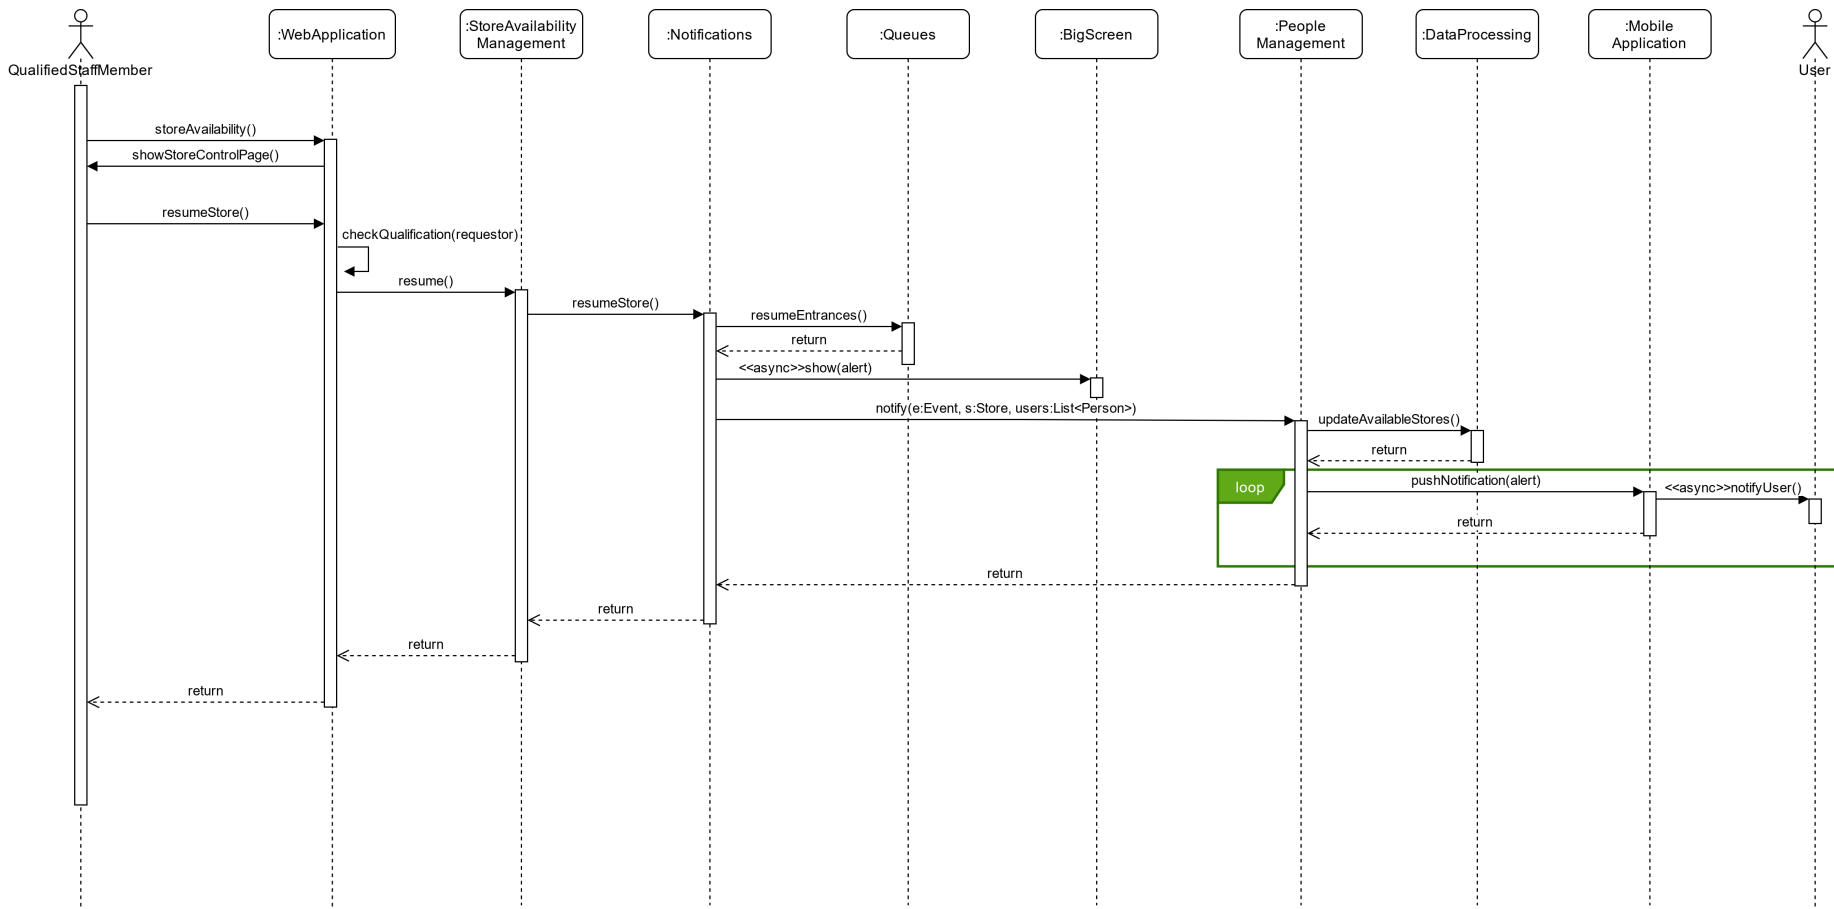 QualifiedStaffMember
:WebApplication
:StoreAvailability
Management
:Notifications
:Queues
:BigScreen
:People
Management
:DataProcessing
:Mobile
Application
User
storeAvailability()
showStoreControlPage()
resumeStore()
checkQualification(requestor)
resume()
resumeStore()
resumeEntrances()
return
<<async>>show(alert)
notify(e:Event, s:Store, users:List<Person>)
updateAvailableStores()
return
loop
pushNotification(alert)
<<async>>notifyUser()
return
return
return
return
return